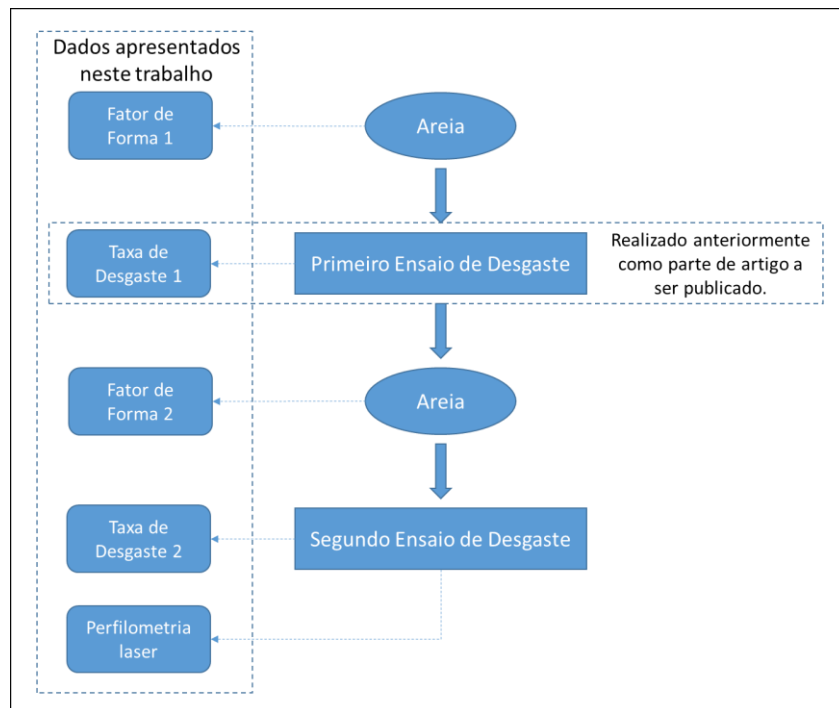 Dados apresentados
neste trabalho
Fator de
Forma 1
Areia
Taxa de
Desgaste 1
Primeiro Ensaio de Desgaste
Realizado anteriormente
como parte de artigo a
ser publicado.
Fator de
Forma 2
Areia
Taxa de
Desgaste 2
Segundo Ensaio de Desgaste
Perfilometria
laser